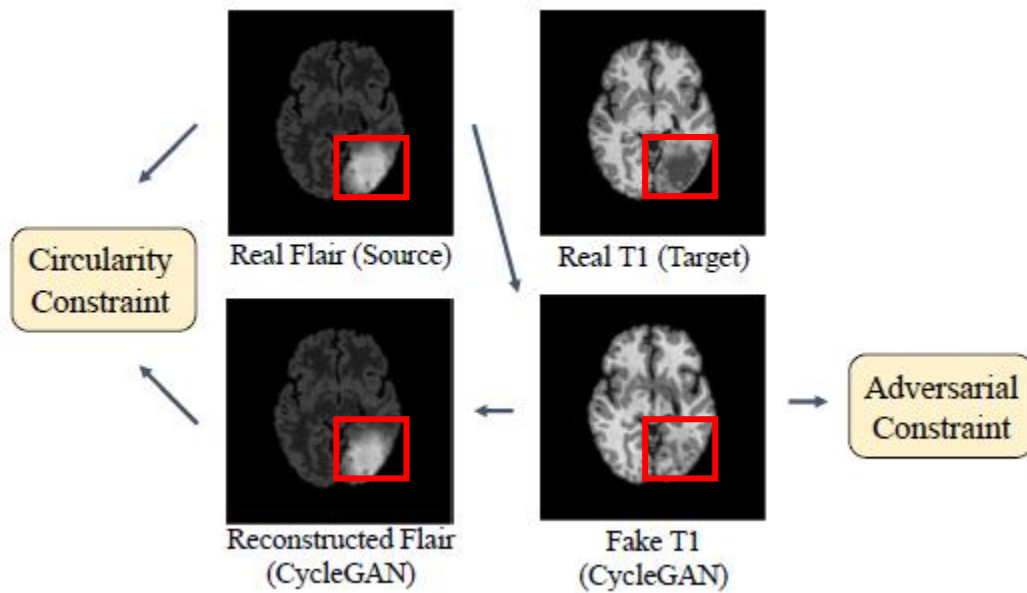 Real Flair (Source)
Real T1 (Target)
Circularity
Constraint
Adversarial
Constraint
Reconstructed Flair
(CycleGAN)
Fake T1
(CycleGAN)